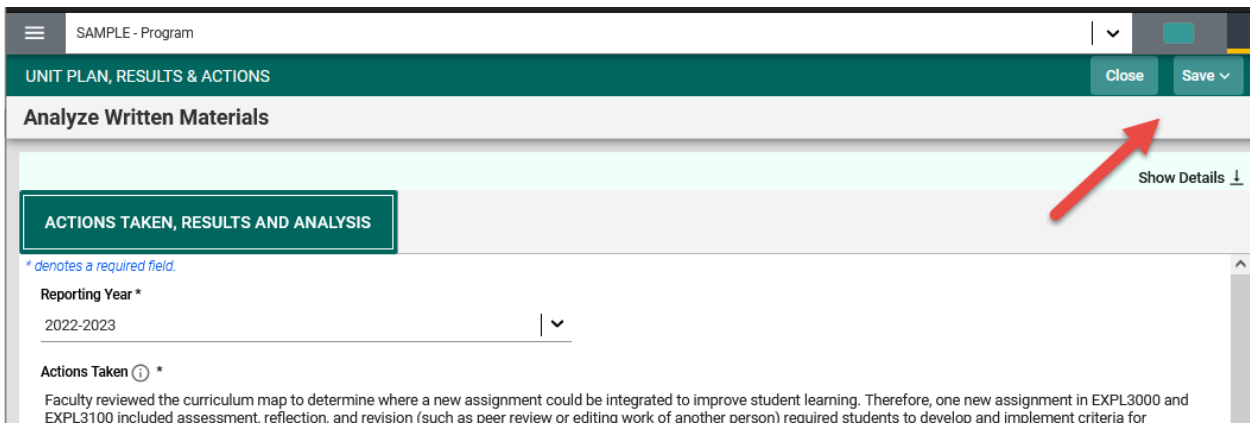 SAMPLE - Program
UNIT PLAN, RESULTS & ACTIONS
Close
Save
Analyze Written Materials
Show Details
ACTIONS TAKEN, RESULTS AND ANALYSIS
* denotes a required field.
Reporting Year *
2022-2023
Actions Taken *
Faculty reviewed the curriculum map to determine where a new assignment could be integrated to improve student learning. Therefore, one new assignment in EXPL3000 and
EXPL3100 included assessment, reflection, and revision (such as peer review or editing work of another person) required students to develop and implement criteria for